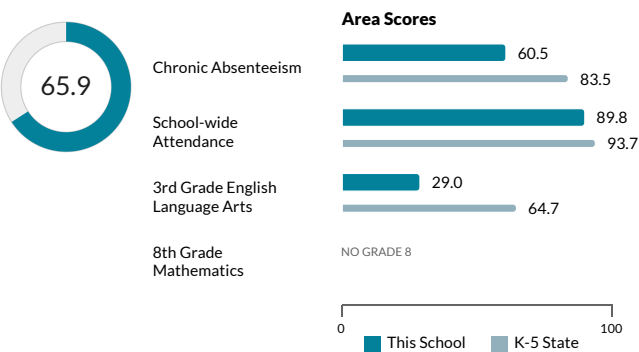 65.9
Area Scores
Chronic Absenteeism
60.5
83.5
School-wide
Attendance
89.8
93.7
3rd Grade English
Language Arts
29.0
64.7
8th Grade
Mathematics
NO GRADE 8
0
100
This School
K-5 State